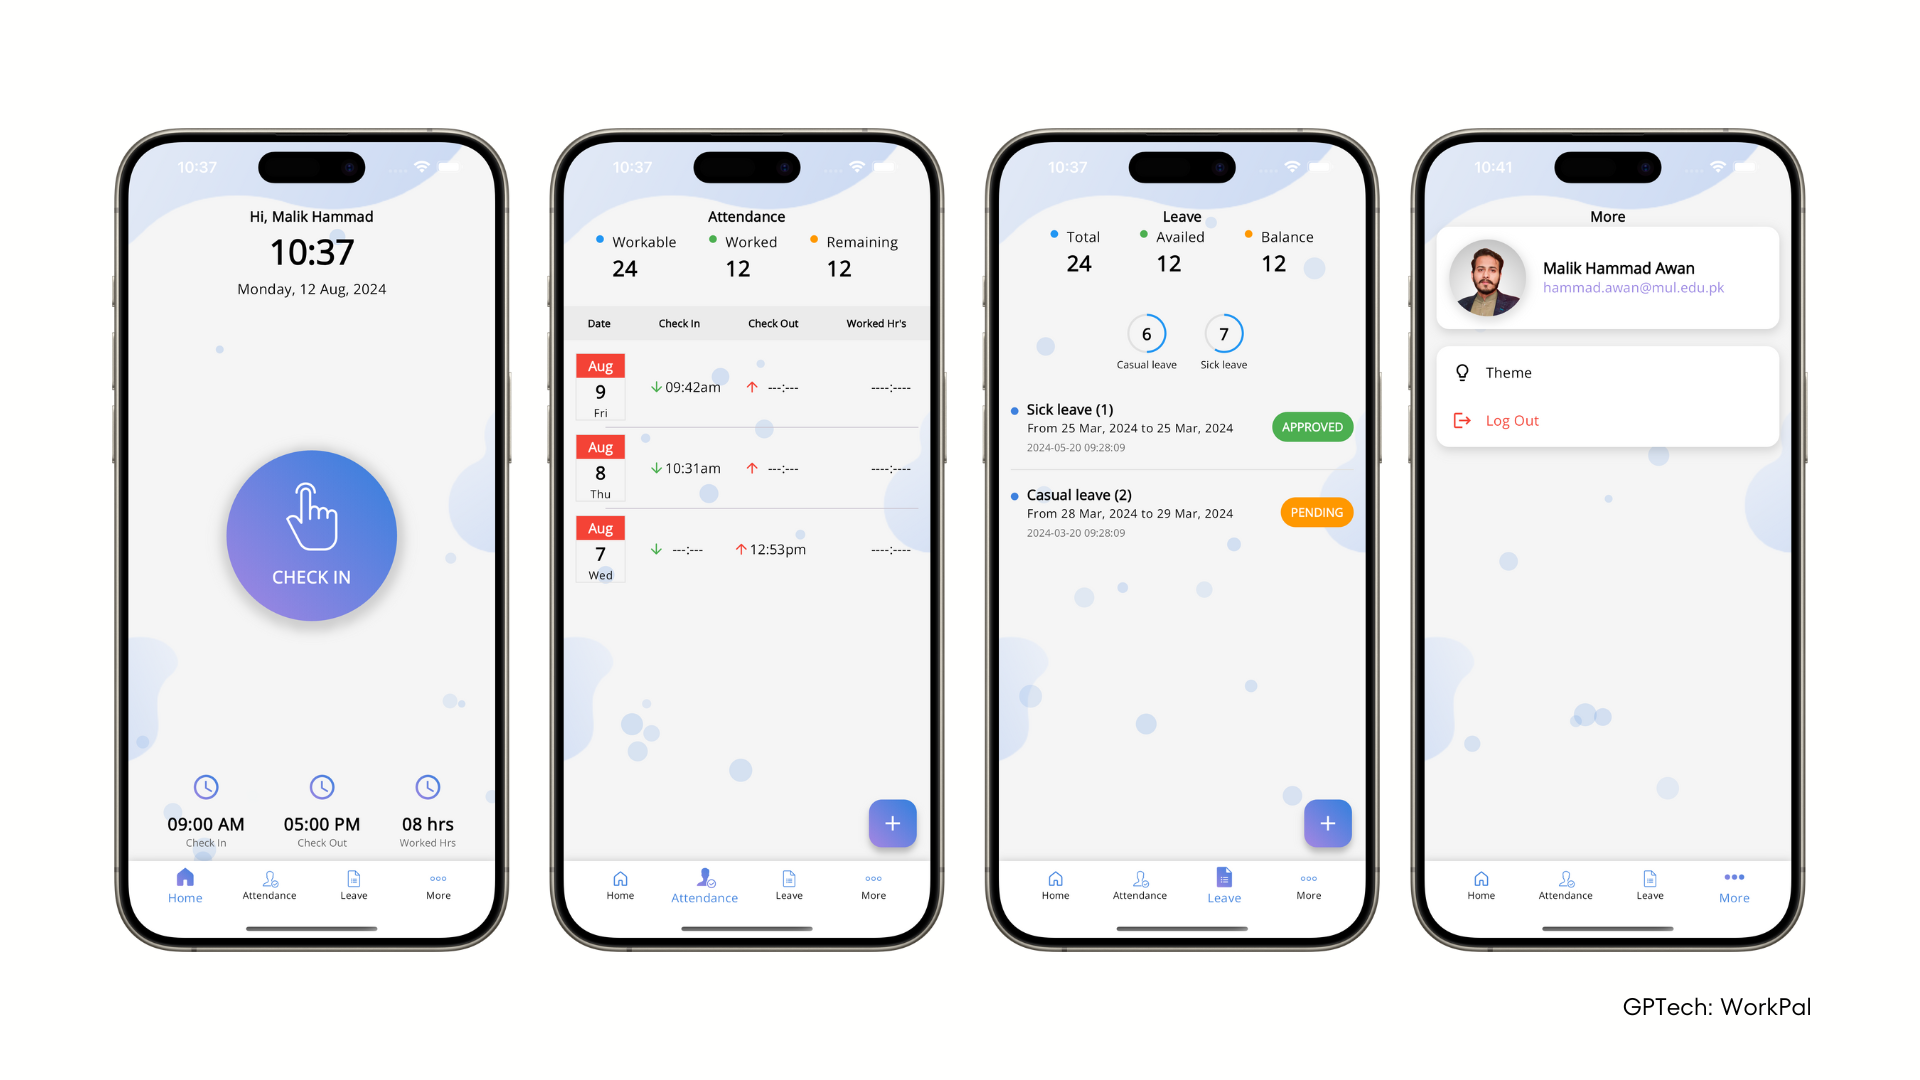 10:37
Hi, Malik Hammad
10:37
Monday, 12 Aug, 2024
CHECK IN
09:00 AM 05:00 PM 08 hrs
Check In Check Out Worked Hrs
Home Attendance Leave More
10:37
Attendance
Workable Worked Remaining
24 12 12
Date Check In Check Out Worked Hr's
Aug
9 09:42am ---:--- ----:----
Fri
Aug
8 10:31am ---:--- ----:----
Thu
Aug
7 ---:--- 12:53pm ----:----
Wed
+
Home Attendance Leave More
10:37
Leave
Total Availed Balance
24 12 12
6 7
Casual leave Sick leave
Sick leave (1)
From 25 Mar, 2024 to 25 Mar, 2024 APPROVED
2024-05-20 09:28:09
Casual leave (2)
From 28 Mar, 2024 to 29 Mar, 2024 PENDING
2024-03-20 09:28:09
+
Home Attendance Leave More
10:41
More
Malik Hammad Awan
hammad.awan@mul.edu.pk
Theme
Log Out
Home Attendance Leave More
GPTech: WorkPal